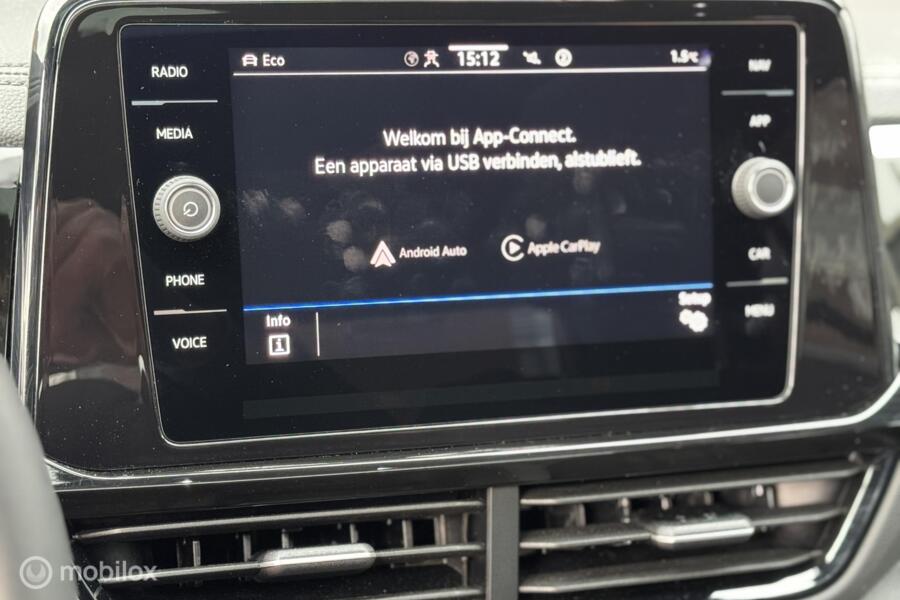 RADIO
MEDIA
PHONE
VOICE
Eco
15:12
1.5°C
Welkom bij App-Connect.
Een apparaat via USB verbinden, alstublieft.
Android Auto
Apple CarPlay
Info
Setup
NAV
APP
CAR
MENU
mobilox